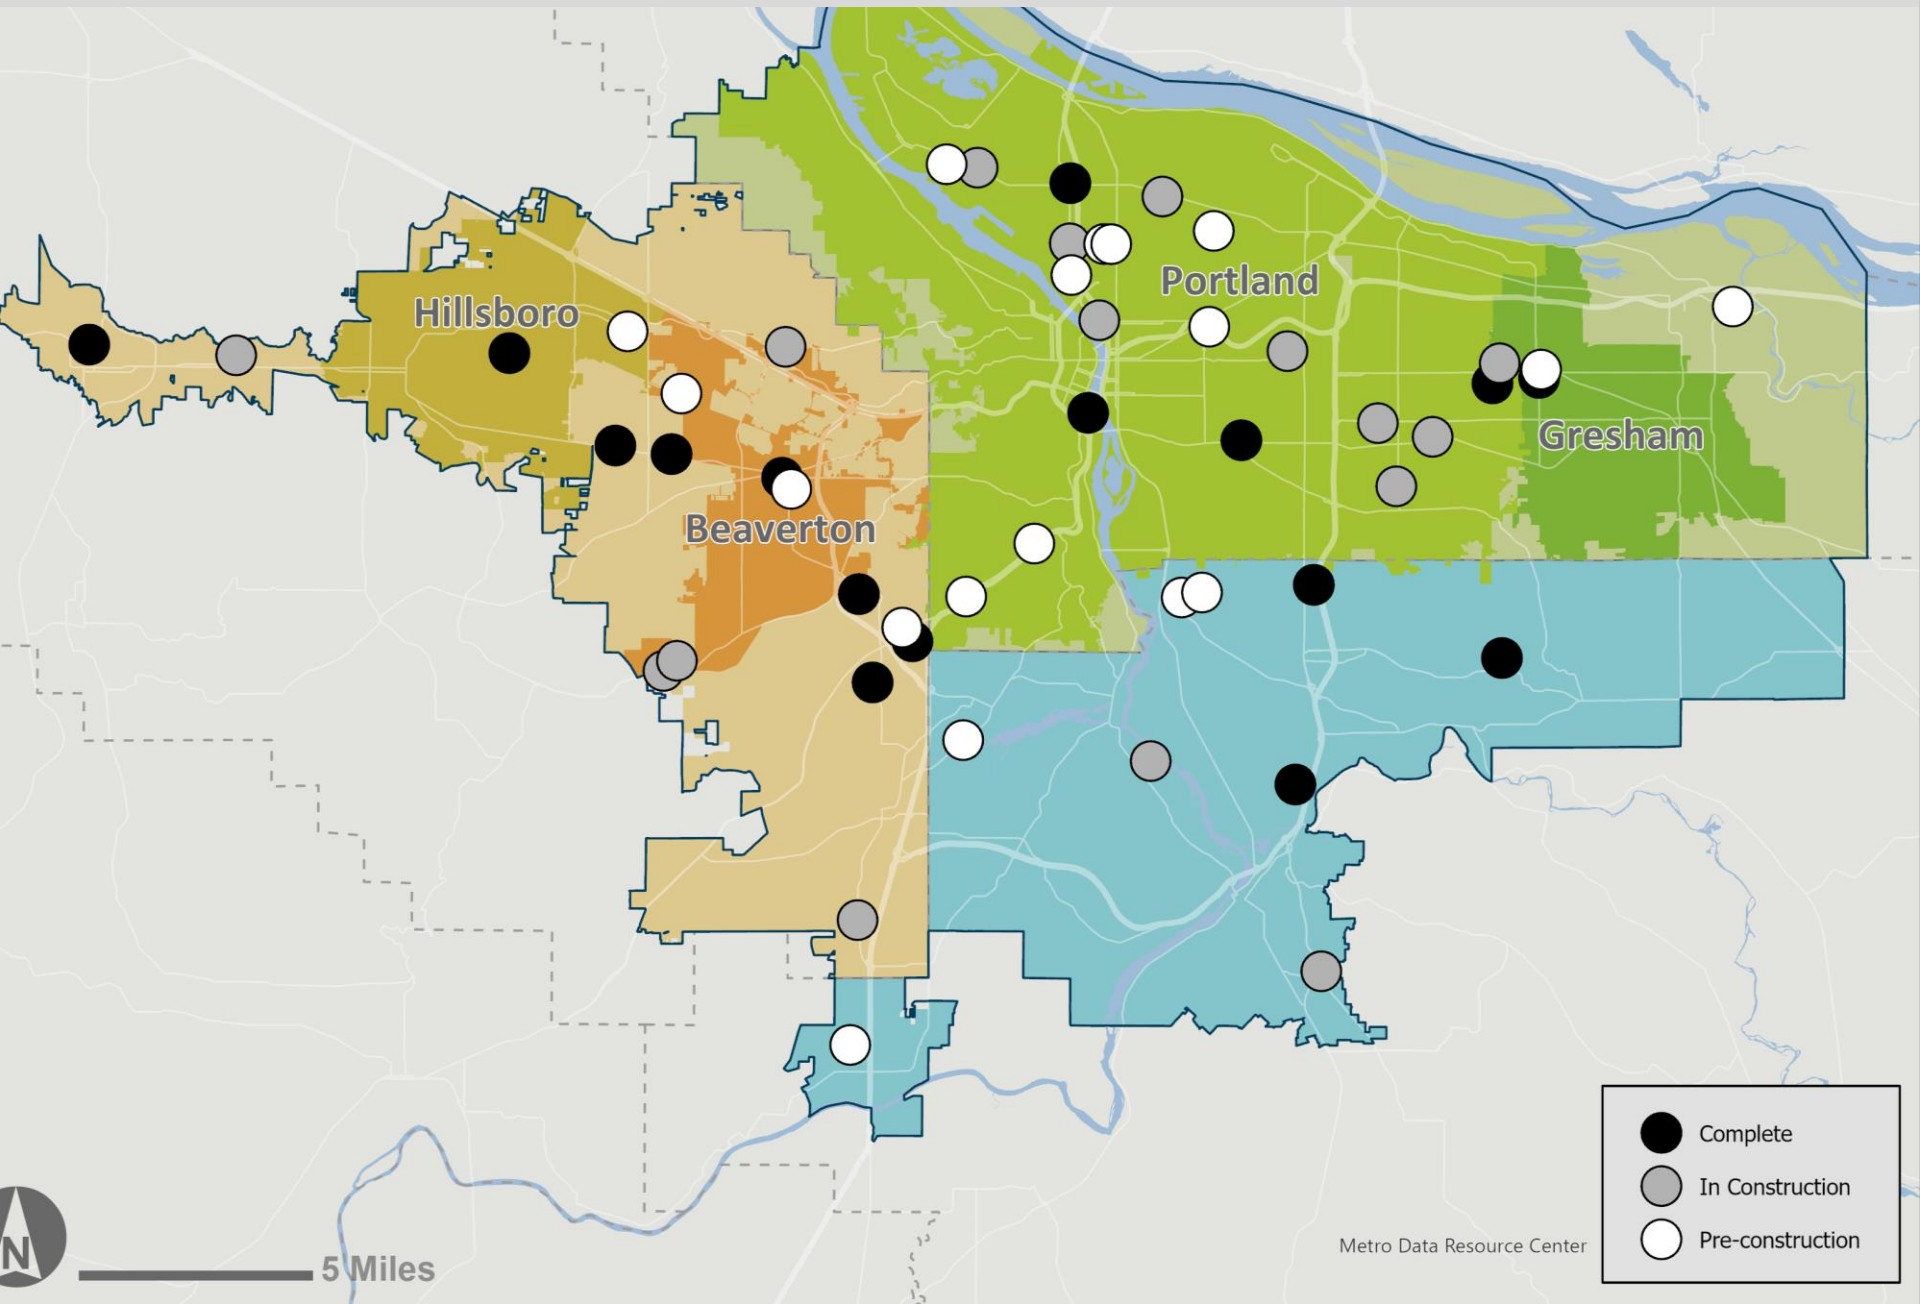 Hillsboro
Portland
Gresham
Beaverton
Complete
In Construction
Pre-construction
Metro Data Resource Center
N
5 Miles